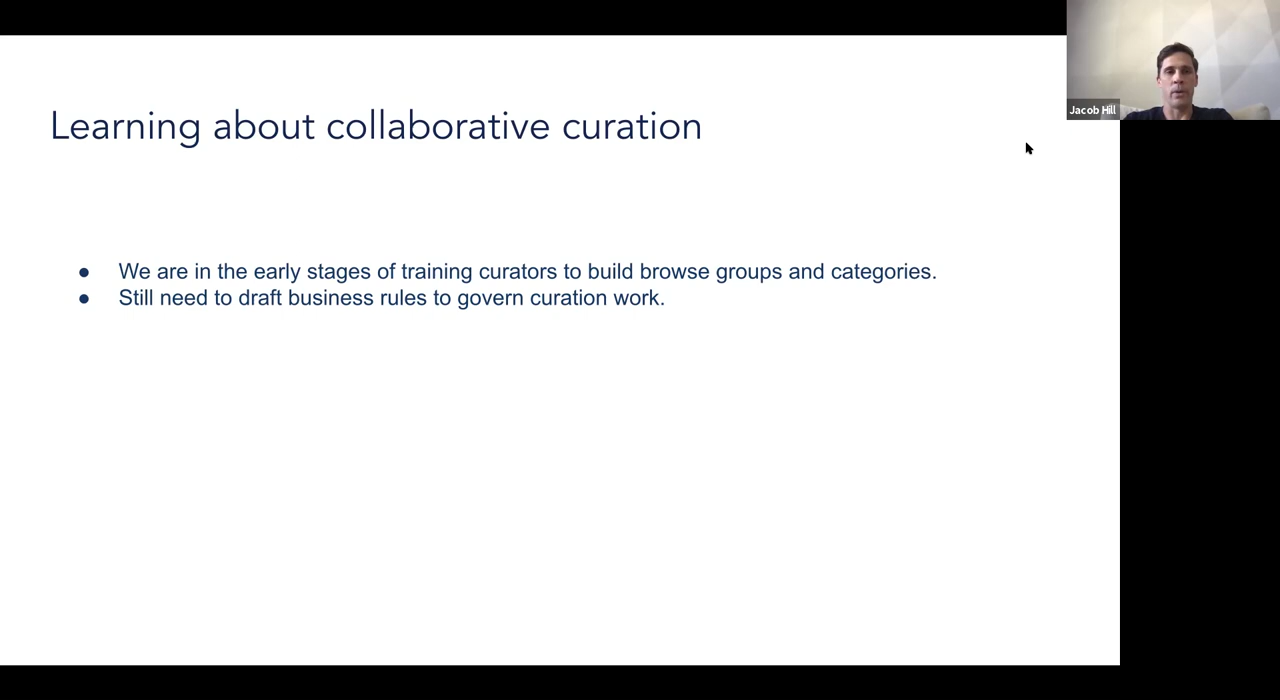 Learning about collaborative curation
Jacob Hill
● We are in the early stages of training curators to build browse groups and categories.
● Still need to draft business rules to govern curation work.